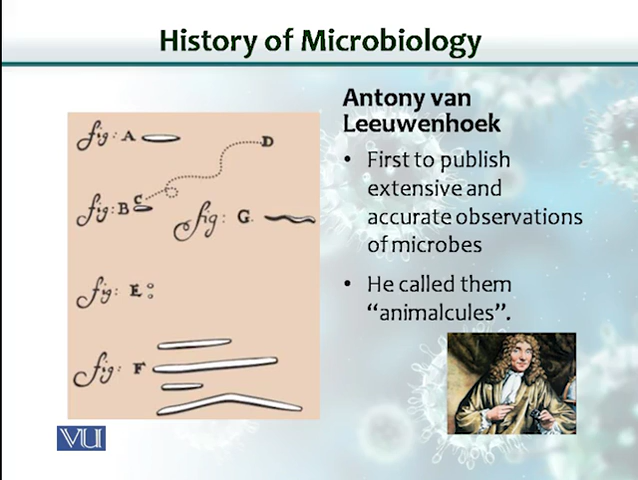 History of Microbiology
Antony van
Leeuwenhoek
• First to publish
extensive and
accurate observations
of microbes
• He called them
“animalcules”.
fig: A
D
fig: B C
fig: G.
fig: E
fig: F
VU